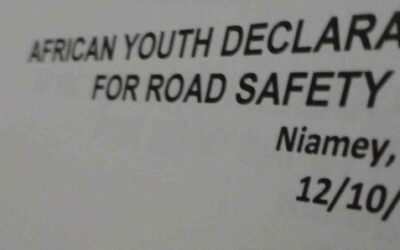 AFRICAN YOUTH DECLARA
FOR ROAD SAFETY
Niamey,
12/10/